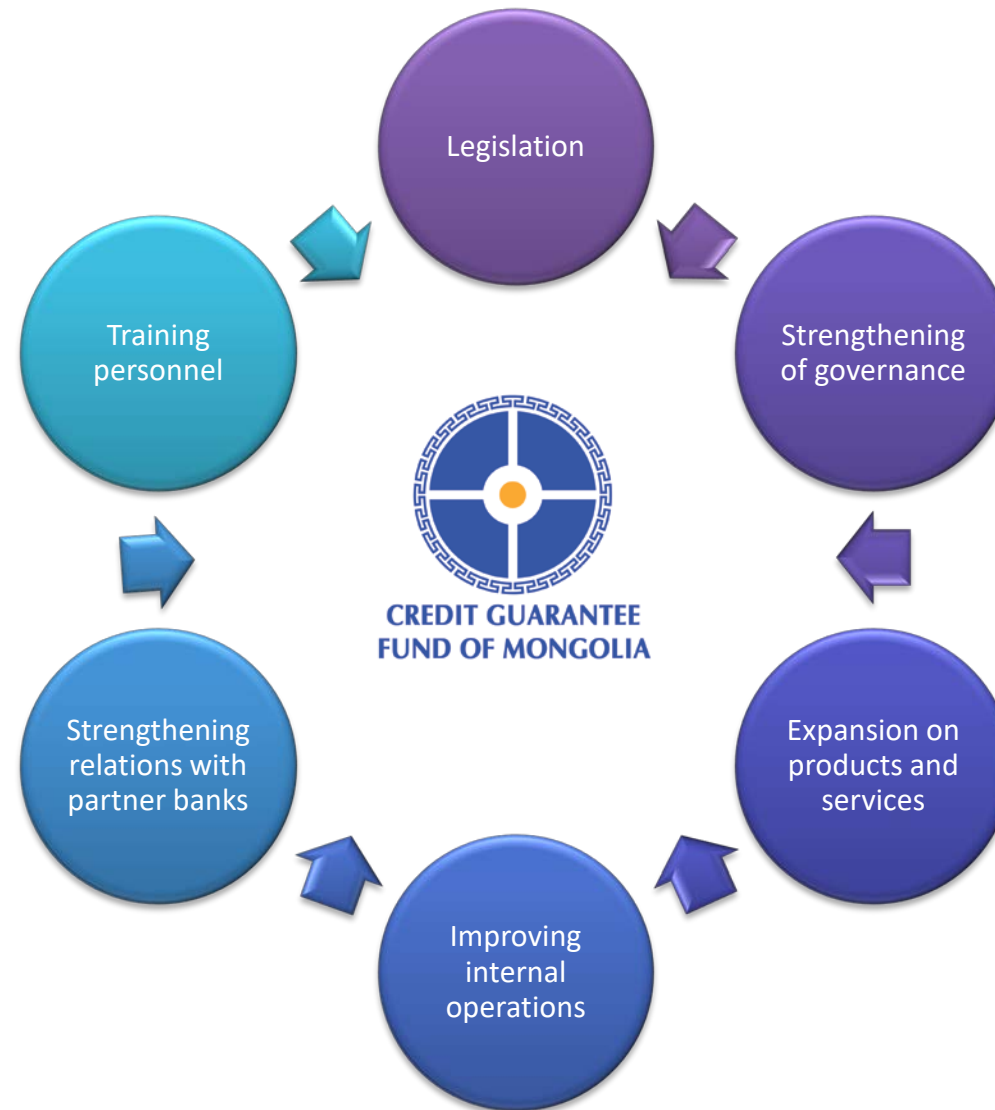 Legislation
Strengthening
of governance
Expansion on
products and
services
Improving
internal
operations
Strengthening
relations with
partner banks
Training
personnel
CREDIT GUARANTEE
FUND OF MONGOLIA